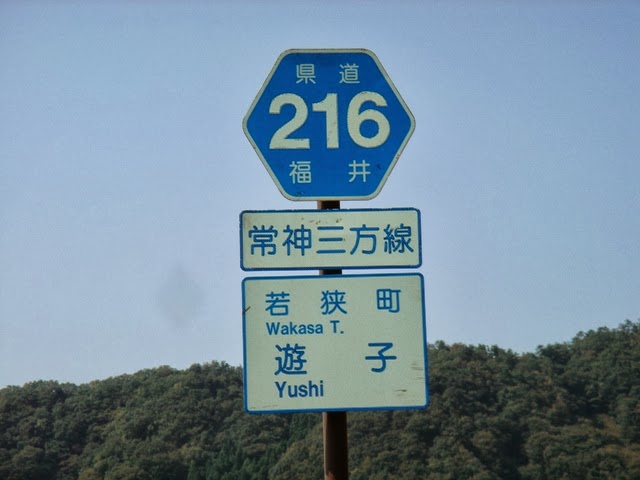 県道
216
福井
常神三方線
若狭町
Wakasa T.
遊子
Yushi